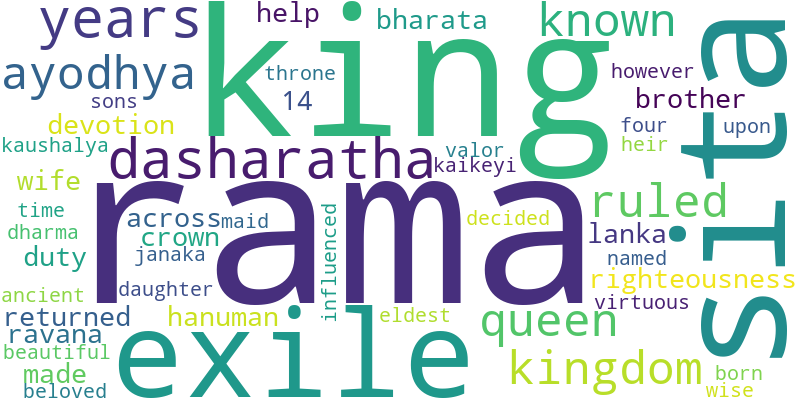 years
king
help
bharata
known
sita
ayodhya
throne
however
sons
14
brother
devotion
four
upon
kaushalya
dasharatha
valor
kaikeyi
heir
wife
rama
ruled
time
across
maid
influenced
decided
lanka
dharma
crown
duty
janaka
named
righteousness
ancient
daughter
virtuous
returned
hanuman
eldest
queen
ravana
exile
beautiful
kingdom
made
born
beloved
wise